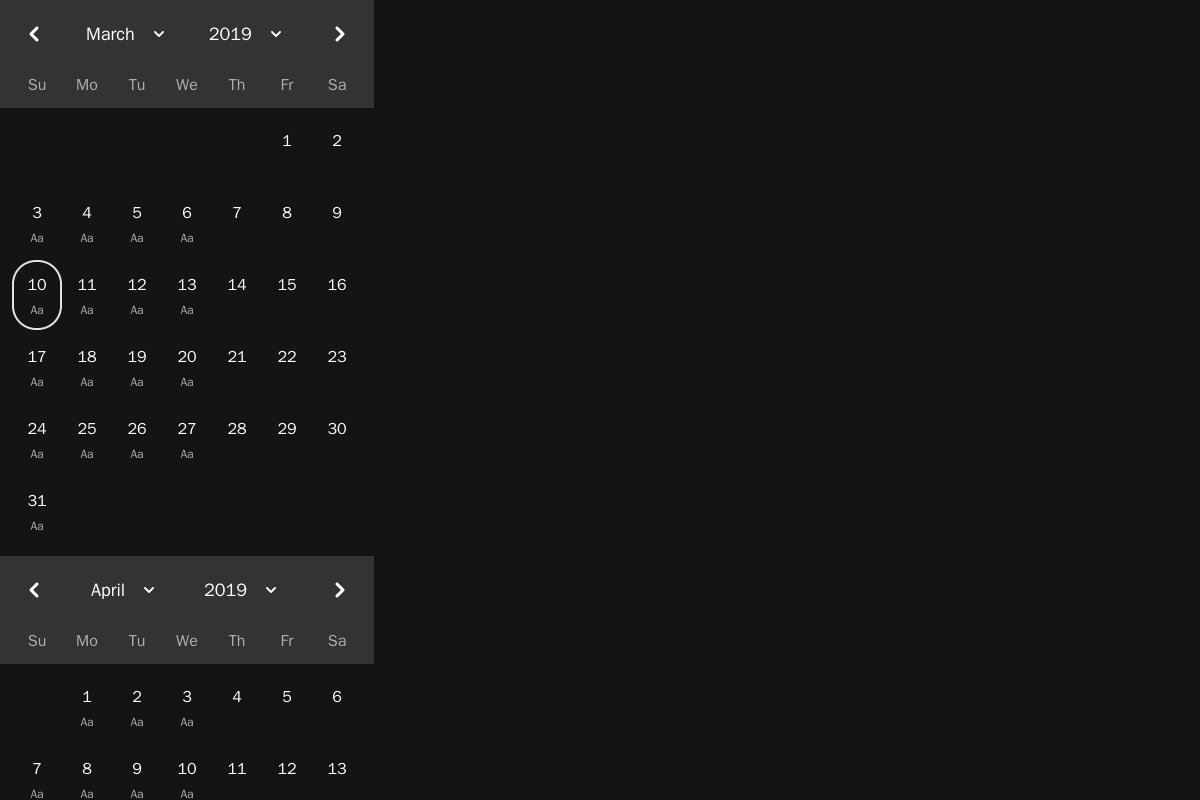 March 2019
Su Mo Tu We Th Fr Sa
1 2
3 4 5 6 7 8 9
Aa Aa Aa Aa
10 11 12 13 14 15 16
Aa Aa Aa Aa
17 18 19 20 21 22 23
Aa Aa Aa Aa
24 25 26 27 28 29 30
Aa Aa Aa Aa
31
Aa
April 2019
Su Mo Tu We Th Fr Sa
1 2 3 4 5 6
Aa Aa Aa
7 8 9 10 11 12 13
Aa Aa Aa Aa